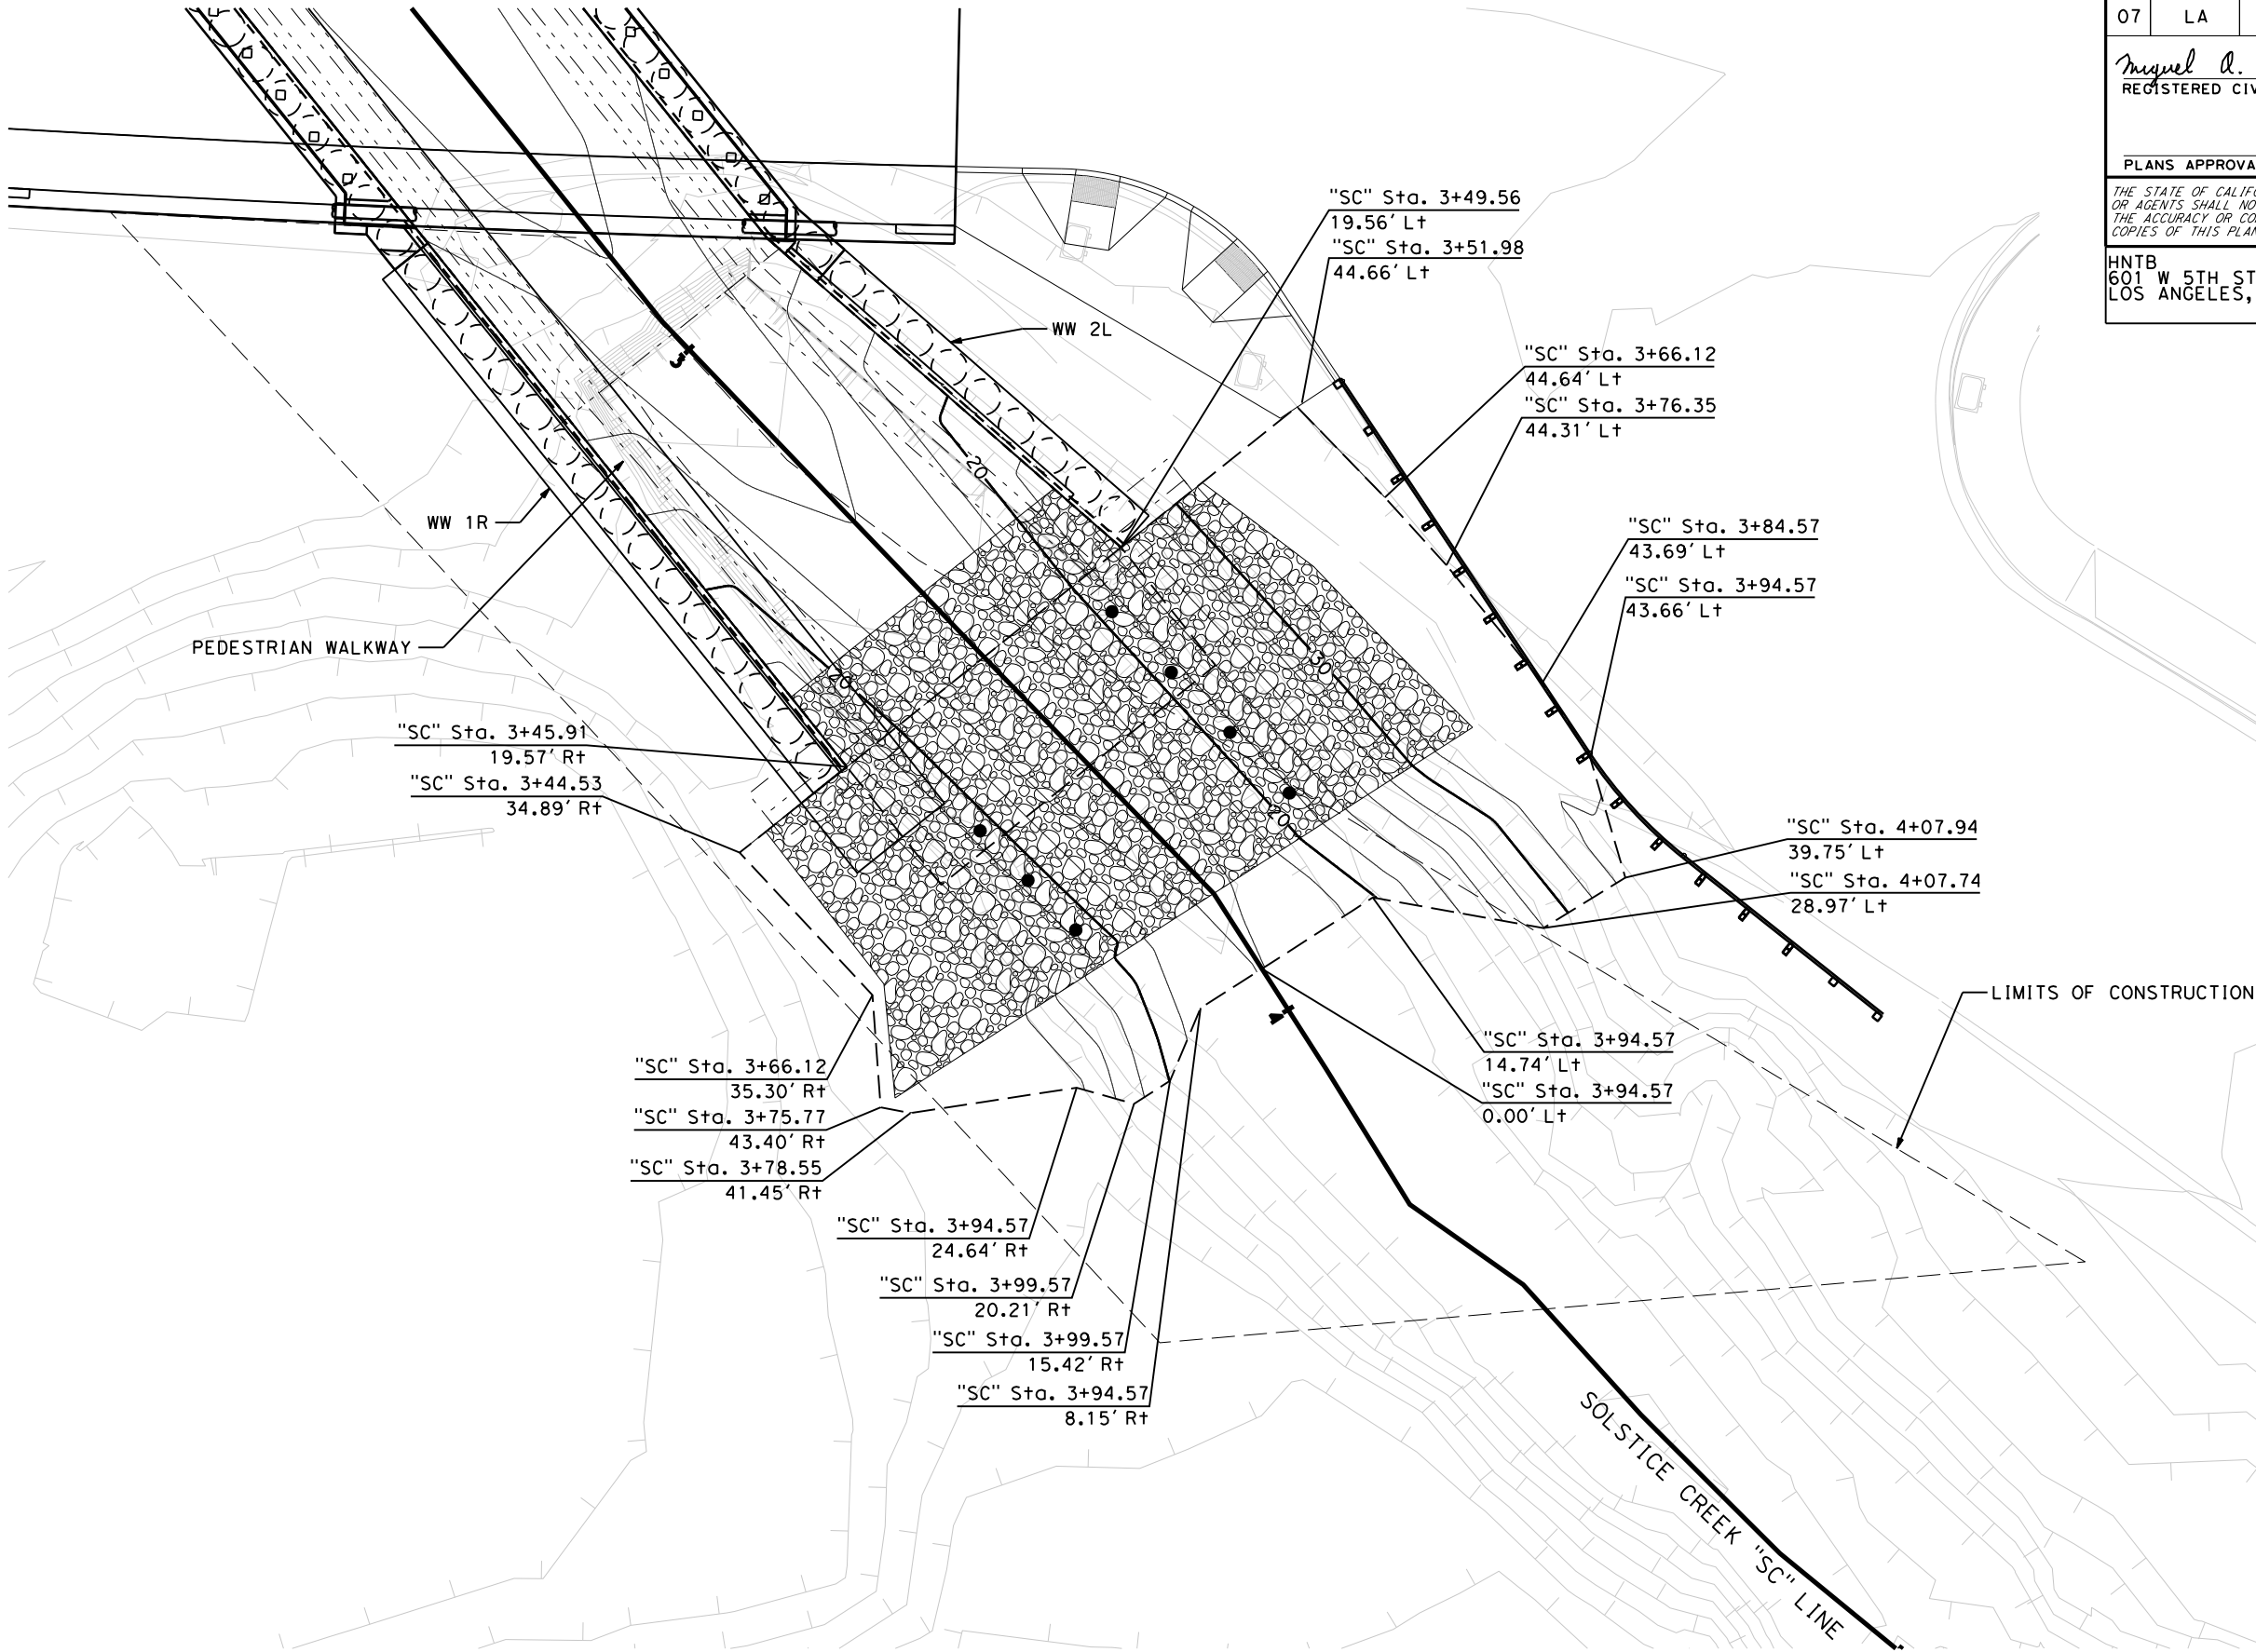 07 LA
Miguel A.
REGISTERED CIV
PLANS APPROVA
THE STATE OF CALIFO
OR AGENTS SHALL NO
THE ACCURACY OR CO
COPIES OF THIS PLAN
HNTB
601 W 5TH ST
LOS ANGELES,
"SC" Sta. 3+49.56
19.56' Lt
"SC" Sta. 3+51.98
44.66' Lt
WW 2L
"SC" Sta. 3+66.12
44.64' Lt
"SC" Sta. 3+76.35
44.31' Lt
3
20
WW 1R
"SC" Sta. 3+84.57
43.69' Lt
"SC" Sta. 3+94.57
43.66' Lt
PEDESTRIAN WALKWAY
30
20
"SC" Sta. 3+45.91
19.57' Rt
"SC" Sta. 3+44.53
34.89' Rt
20
"SC" Sta. 4+07.94
39.75' Lt
"SC" Sta. 4+07.74
28.97' Lt
LIMITS OF CONSTRUCTION
4
"SC" Sta. 3+94.57
14.74' Lt
"SC" Sta. 3+94.57
0.00' Lt
"SC" Sta. 3+66.12
35.30' Rt
"SC" Sta. 3+75.77
43.40' Rt
"SC" Sta. 3+78.55
41.45' Rt
"SC" Sta. 3+94.57
24.64' Rt
"SC" Sta. 3+99.57
20.21' Rt
"SC" Sta. 3+99.57
15.42' Rt
"SC" Sta. 3+94.57
8.15' Rt
SOLSTICE CREEK "SC" LINE